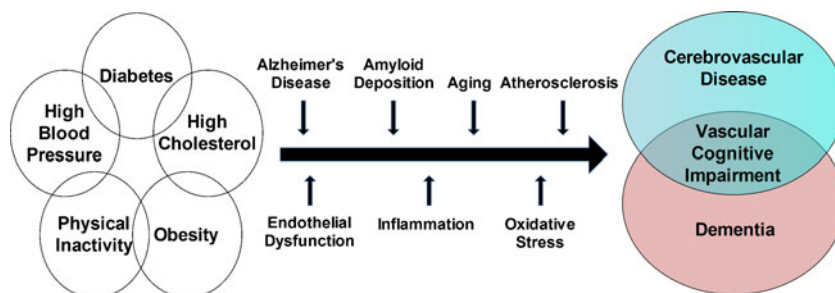 Diabetes
High
Blood
Pressure
High
Cholesterol
Physical
Inactivity
Obesity
Alzheimer's
Disease
Amyloid
Deposition
Aging
Atherosclerosis
Endothelial
Dysfunction
Inflammation
Oxidative
Stress
Cerebrovascular
Disease
Vascular
Cognitive
Impairment
Dementia